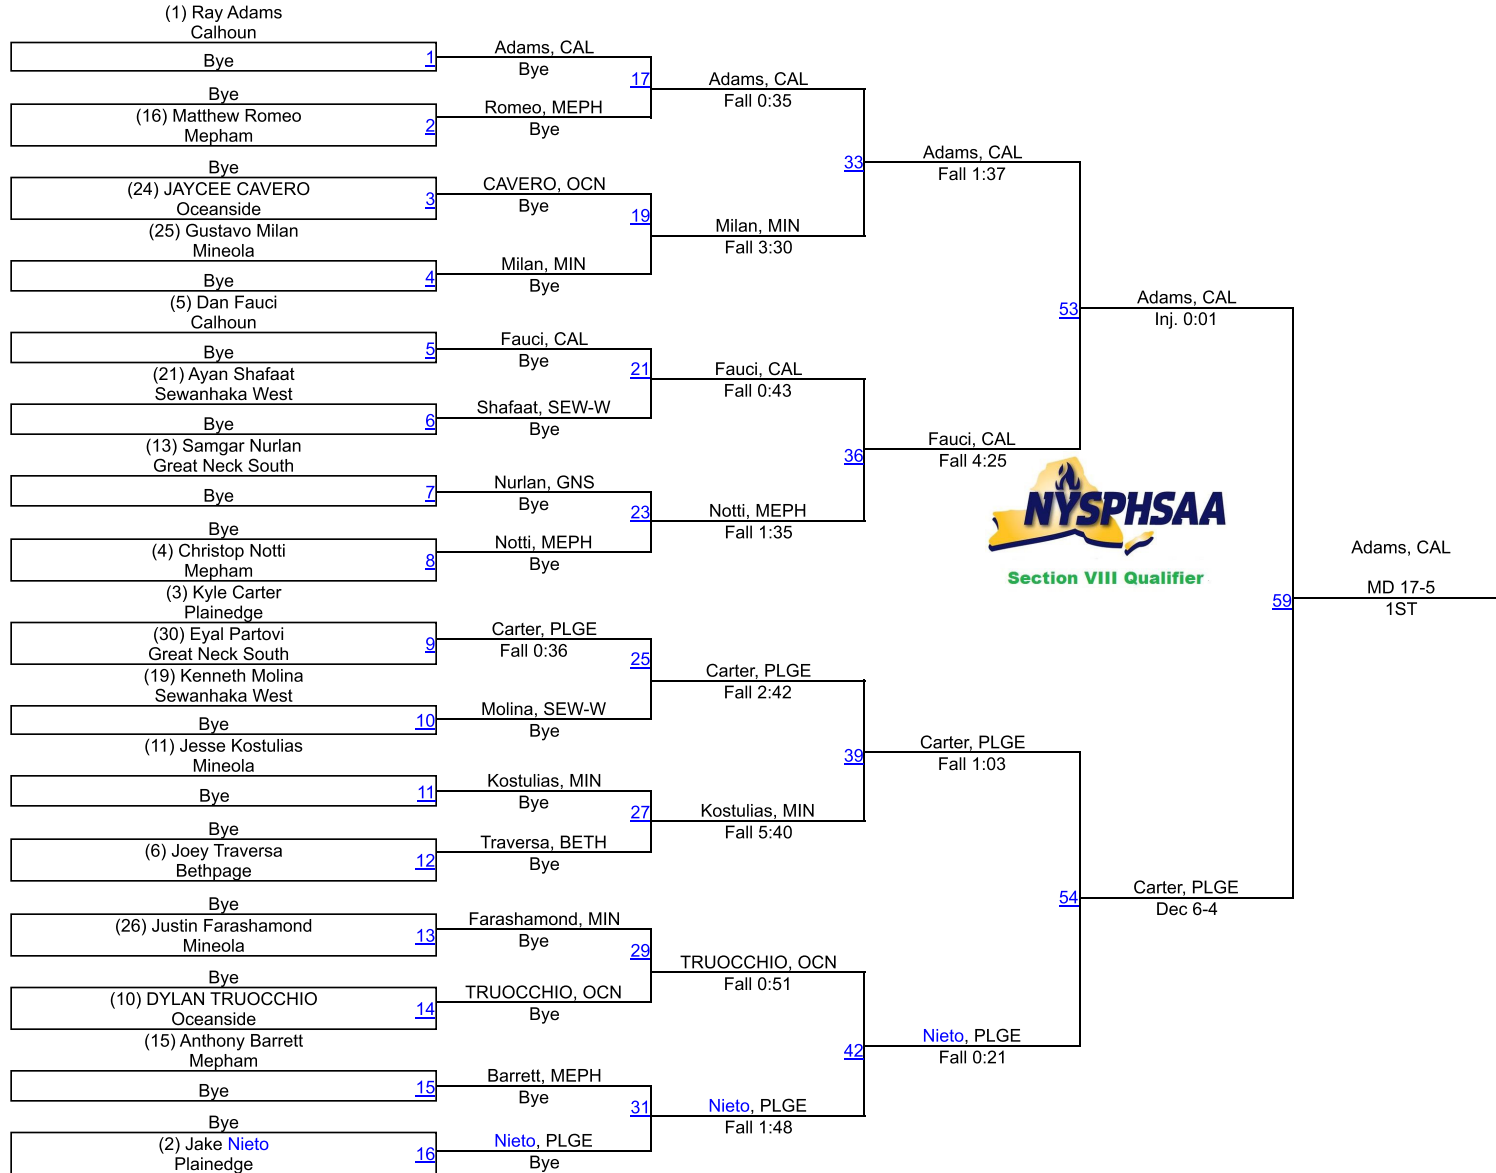 (1) Ray Adams
Calhoun
Bye
1
Bye
(16) Matthew Romeo
Mepham
2
Bye
(24) JAYCEE CAVERO
Oceanside
3
(25) Gustavo Milan
Mineola
Bye
4
(5) Dan Fauci
Calhoun
Bye
5
(21) Ayan Shafaat
Sewanhaka West
Bye
6
(13) Samgar Nurlan
Great Neck South
Bye
7
Bye
(4) Christop Notti
Mepham
8
(3) Kyle Carter
Plainedge
(30) Eyal Partovi
Great Neck South
9
(19) Kenneth Molina
Sewanhaka West
Bye
10
(11) Jesse Kostulias
Mineola
Bye
11
Bye
(6) Joey Traversa
Bethpage
12
Bye
(26) Justin Farashamond
Mineola
13
Bye
(10) DYLAN TRUOCCHIO
Oceanside
14
(15) Anthony Barrett
Mepham
Bye
15
Bye
(2) Jake Nieto
Plainedge
16
Adams, CAL
Bye
17
Romeo, MEPH
Bye
CAVERO, OCN
Bye
19
Milan, MIN
Bye
Fauci, CAL
Bye
21
Shafaat, SEW-W
Bye
Nurlan, GNS
Bye
23
Notti, MEPH
Bye
Carter, PLGE
Fall 0:36
25
Molina, SEW-W
Bye
Kostulias, MIN
Bye
27
Traversa, BETH
Bye
Farashamond, MIN
Bye
29
TRUOCCHIO, OCN
Bye
Barrett, MEPH
Bye
31
Nieto, PLGE
Bye
Adams, CAL
Fall 0:35
33
Milan, MIN
Fall 3:30
Fauci, CAL
Fall 0:43
36
Notti, MEPH
Fall 1:35
Carter, PLGE
Fall 2:42
39
Kostulias, MIN
Fall 5:40
TRUOCCHIO, OCN
Fall 0:51
42
Nieto, PLGE
Fall 1:48
Adams, CAL
Fall 1:37
53
Fauci, CAL
Fall 4:25
NYSPHSAA
Section VIII Qualifier
Carter, PLGE
Fall 1:03
54
Nieto, PLGE
Fall 0:21
Adams, CAL
Inj. 0:01
59
Carter, PLGE
Dec 6-4
Adams, CAL
MD 17-5
1ST